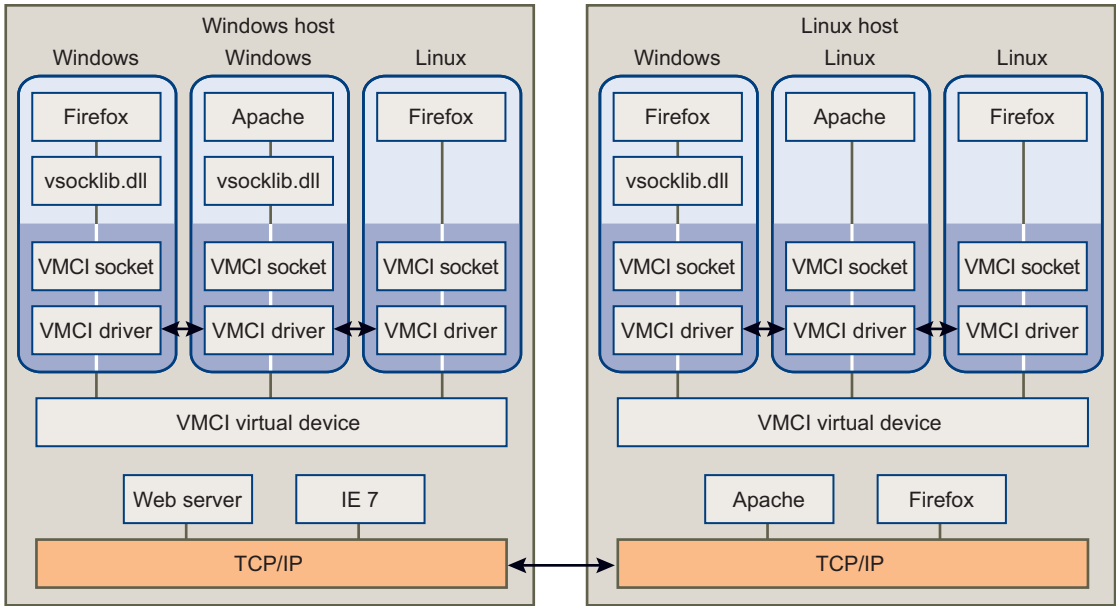 Windows host
Windows
Windows
Linux
Firefox
Apache
Firefox
vsocklib.dll
vsocklib.dll
VMCI socket
VMCI socket
VMCI socket
VMCI driver
VMCI driver
VMCI driver
VMCI virtual device
Web server
IE 7
TCP/IP
Linux host
Windows
Linux
Linux
Firefox
Apache
Firefox
vsocklib.dll
VMCI socket
VMCI socket
VMCI socket
VMCI driver
VMCI driver
VMCI driver
VMCI virtual device
Apache
Firefox
TCP/IP